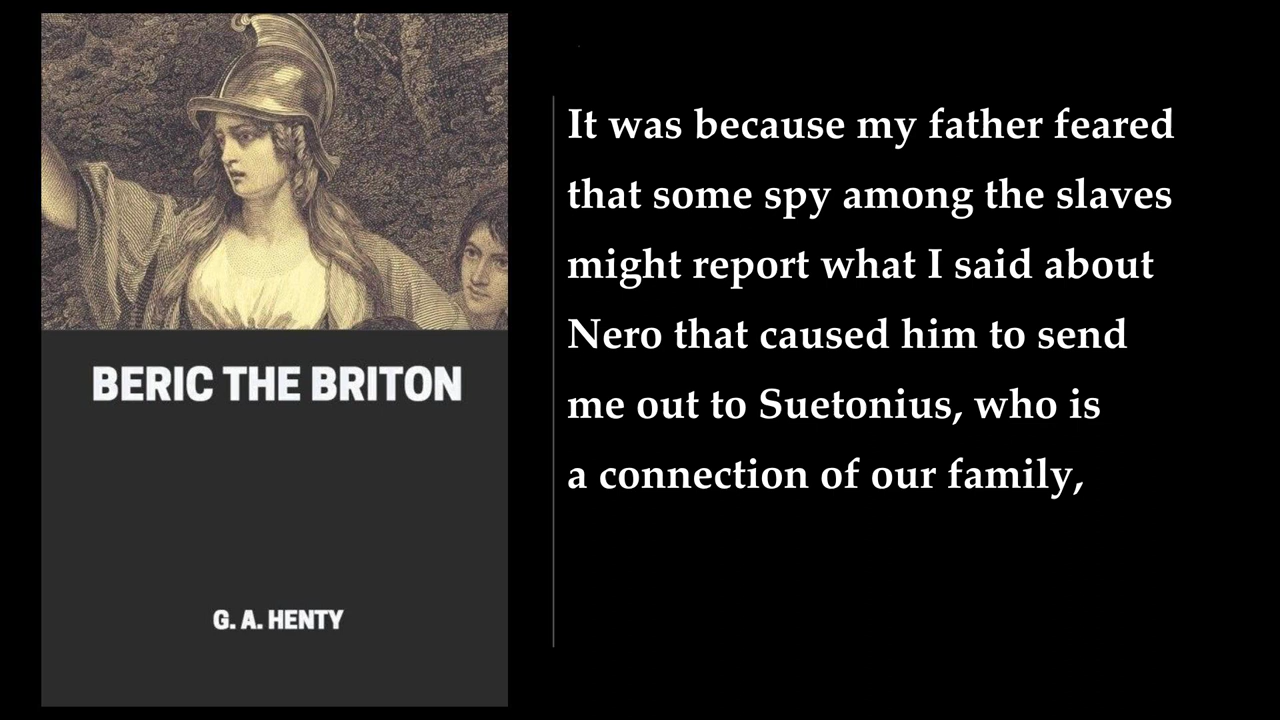 BERIC THE BRITON
G. A. HENTY
It was because my father feared
that some spy among the slaves
might report what I said about
Nero that caused him to send
me out to Suetonius, who is
a connection of our family,